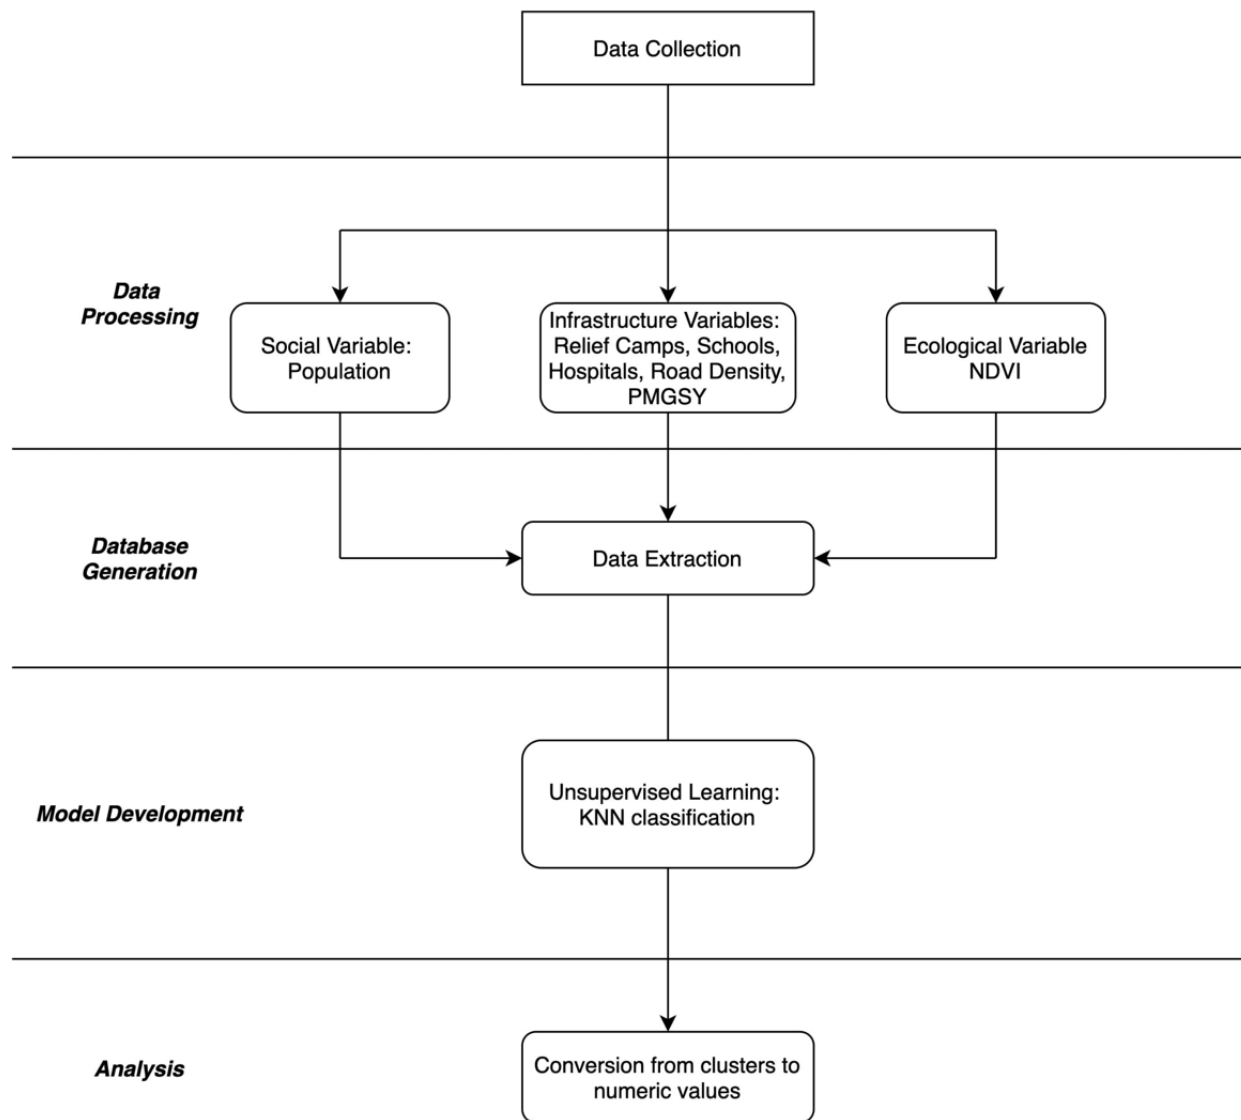 Data Collection
Data
Processing
Social Variable:
Population
Infrastructure Variables:
Relief Camps, Schools,
Hospitals, Road Density,
PMGSY
Ecological Variable
NDVI
Database
Generation
Data Extraction
Model Development
Unsupervised Learning:
KNN classification
Analysis
Conversion from clusters to
numeric values